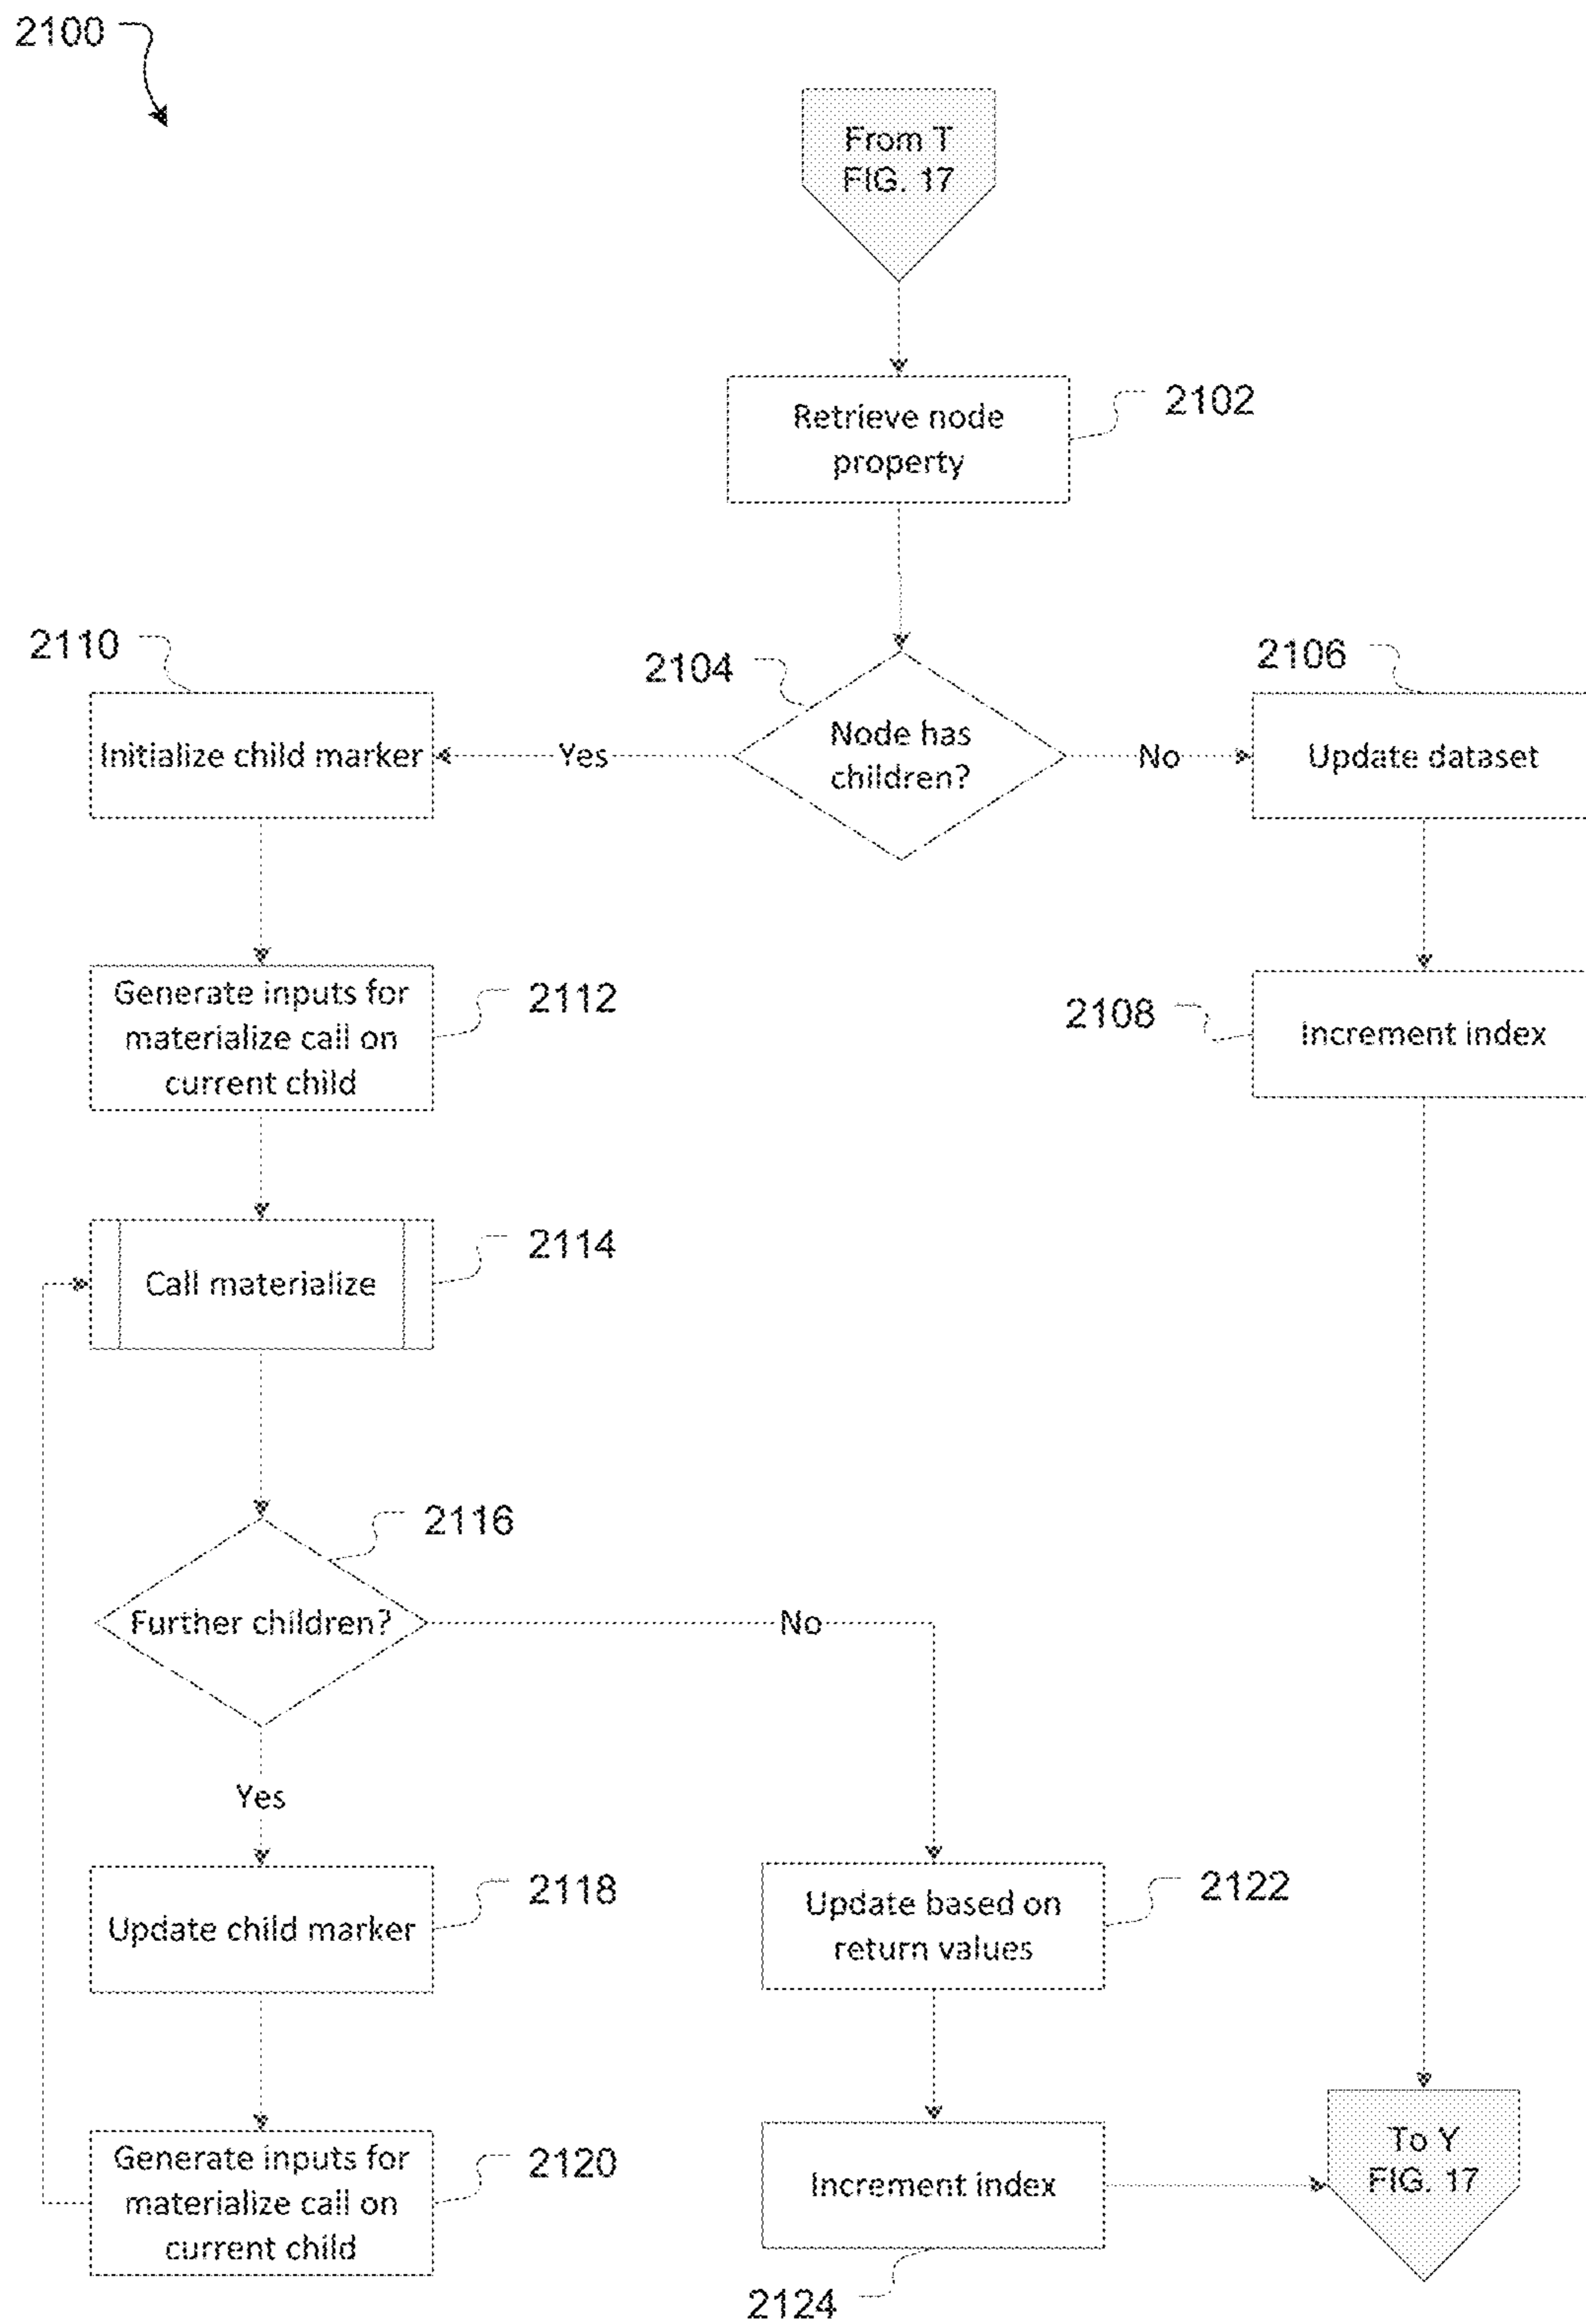 2100
From T
FIG. 17
Retrieve node
property
2102
2110
2104
2106
Initialize child marker
Yes
Node has
children?
No
Update dataset
Generate inputs for
materialize call on
current child
2112
2108
Increment index
Call materialize
2114
2116
Further children?
No
Yes
Update child marker
2118
Update based on
return values
2122
Generate inputs for
materialize call on
current child
2120
Increment index
To Y
FIG. 17
2124